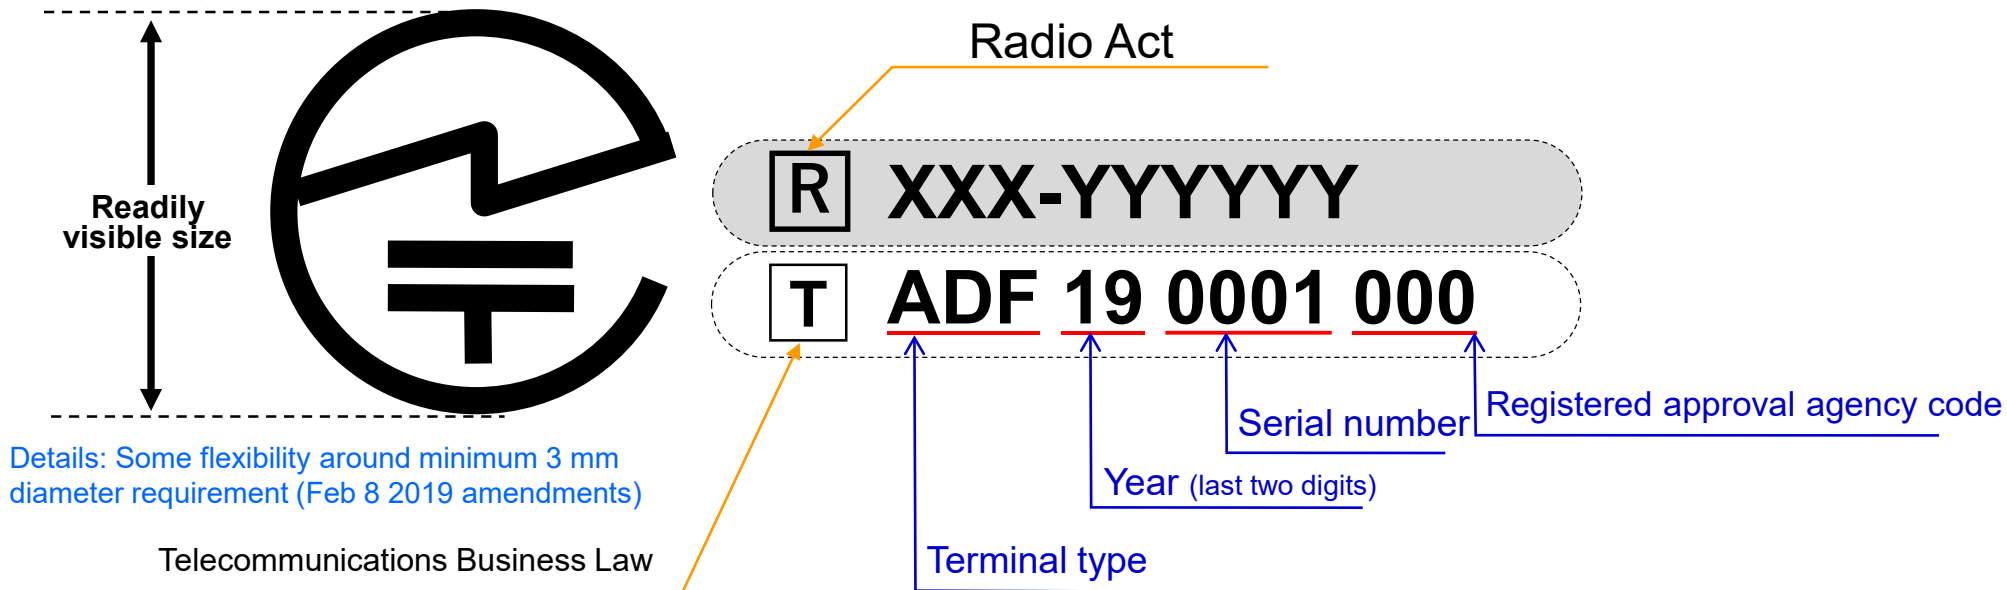 Radio Act
Readily
visible size
R XXX-YYYYYY
T ADF 19 0001 000
Registered approval agency code
Serial number
Year (last two digits)
Terminal type
Details: Some flexibility around minimum 3 mm
diameter requirement (Feb 8 2019 amendments)
Telecommunications Business Law